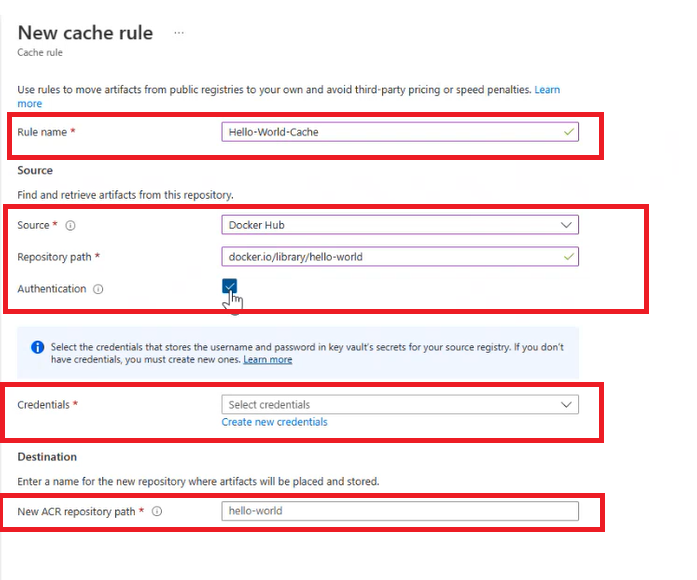 New cache rule ...
Cache rule
Use rules to move artifacts from public registries to your own and avoid third-party pricing or speed penalties. Learn
more
Rule name *
Hello-World-Cache
Source
Find and retrieve artifacts from this repository.
Source *
Docker Hub
Repository path *
docker.io/library/hello-world
Authentication
Select the credentials that stores the username and password in key vault's secrets for your source registry. If you don't
have credentials, you must create new ones. Learn more
Credentials *
Select credentials
Create new credentials
Destination
Enter a name for the new repository where artifacts will be placed and stored.
New ACR repository path *
hello-world